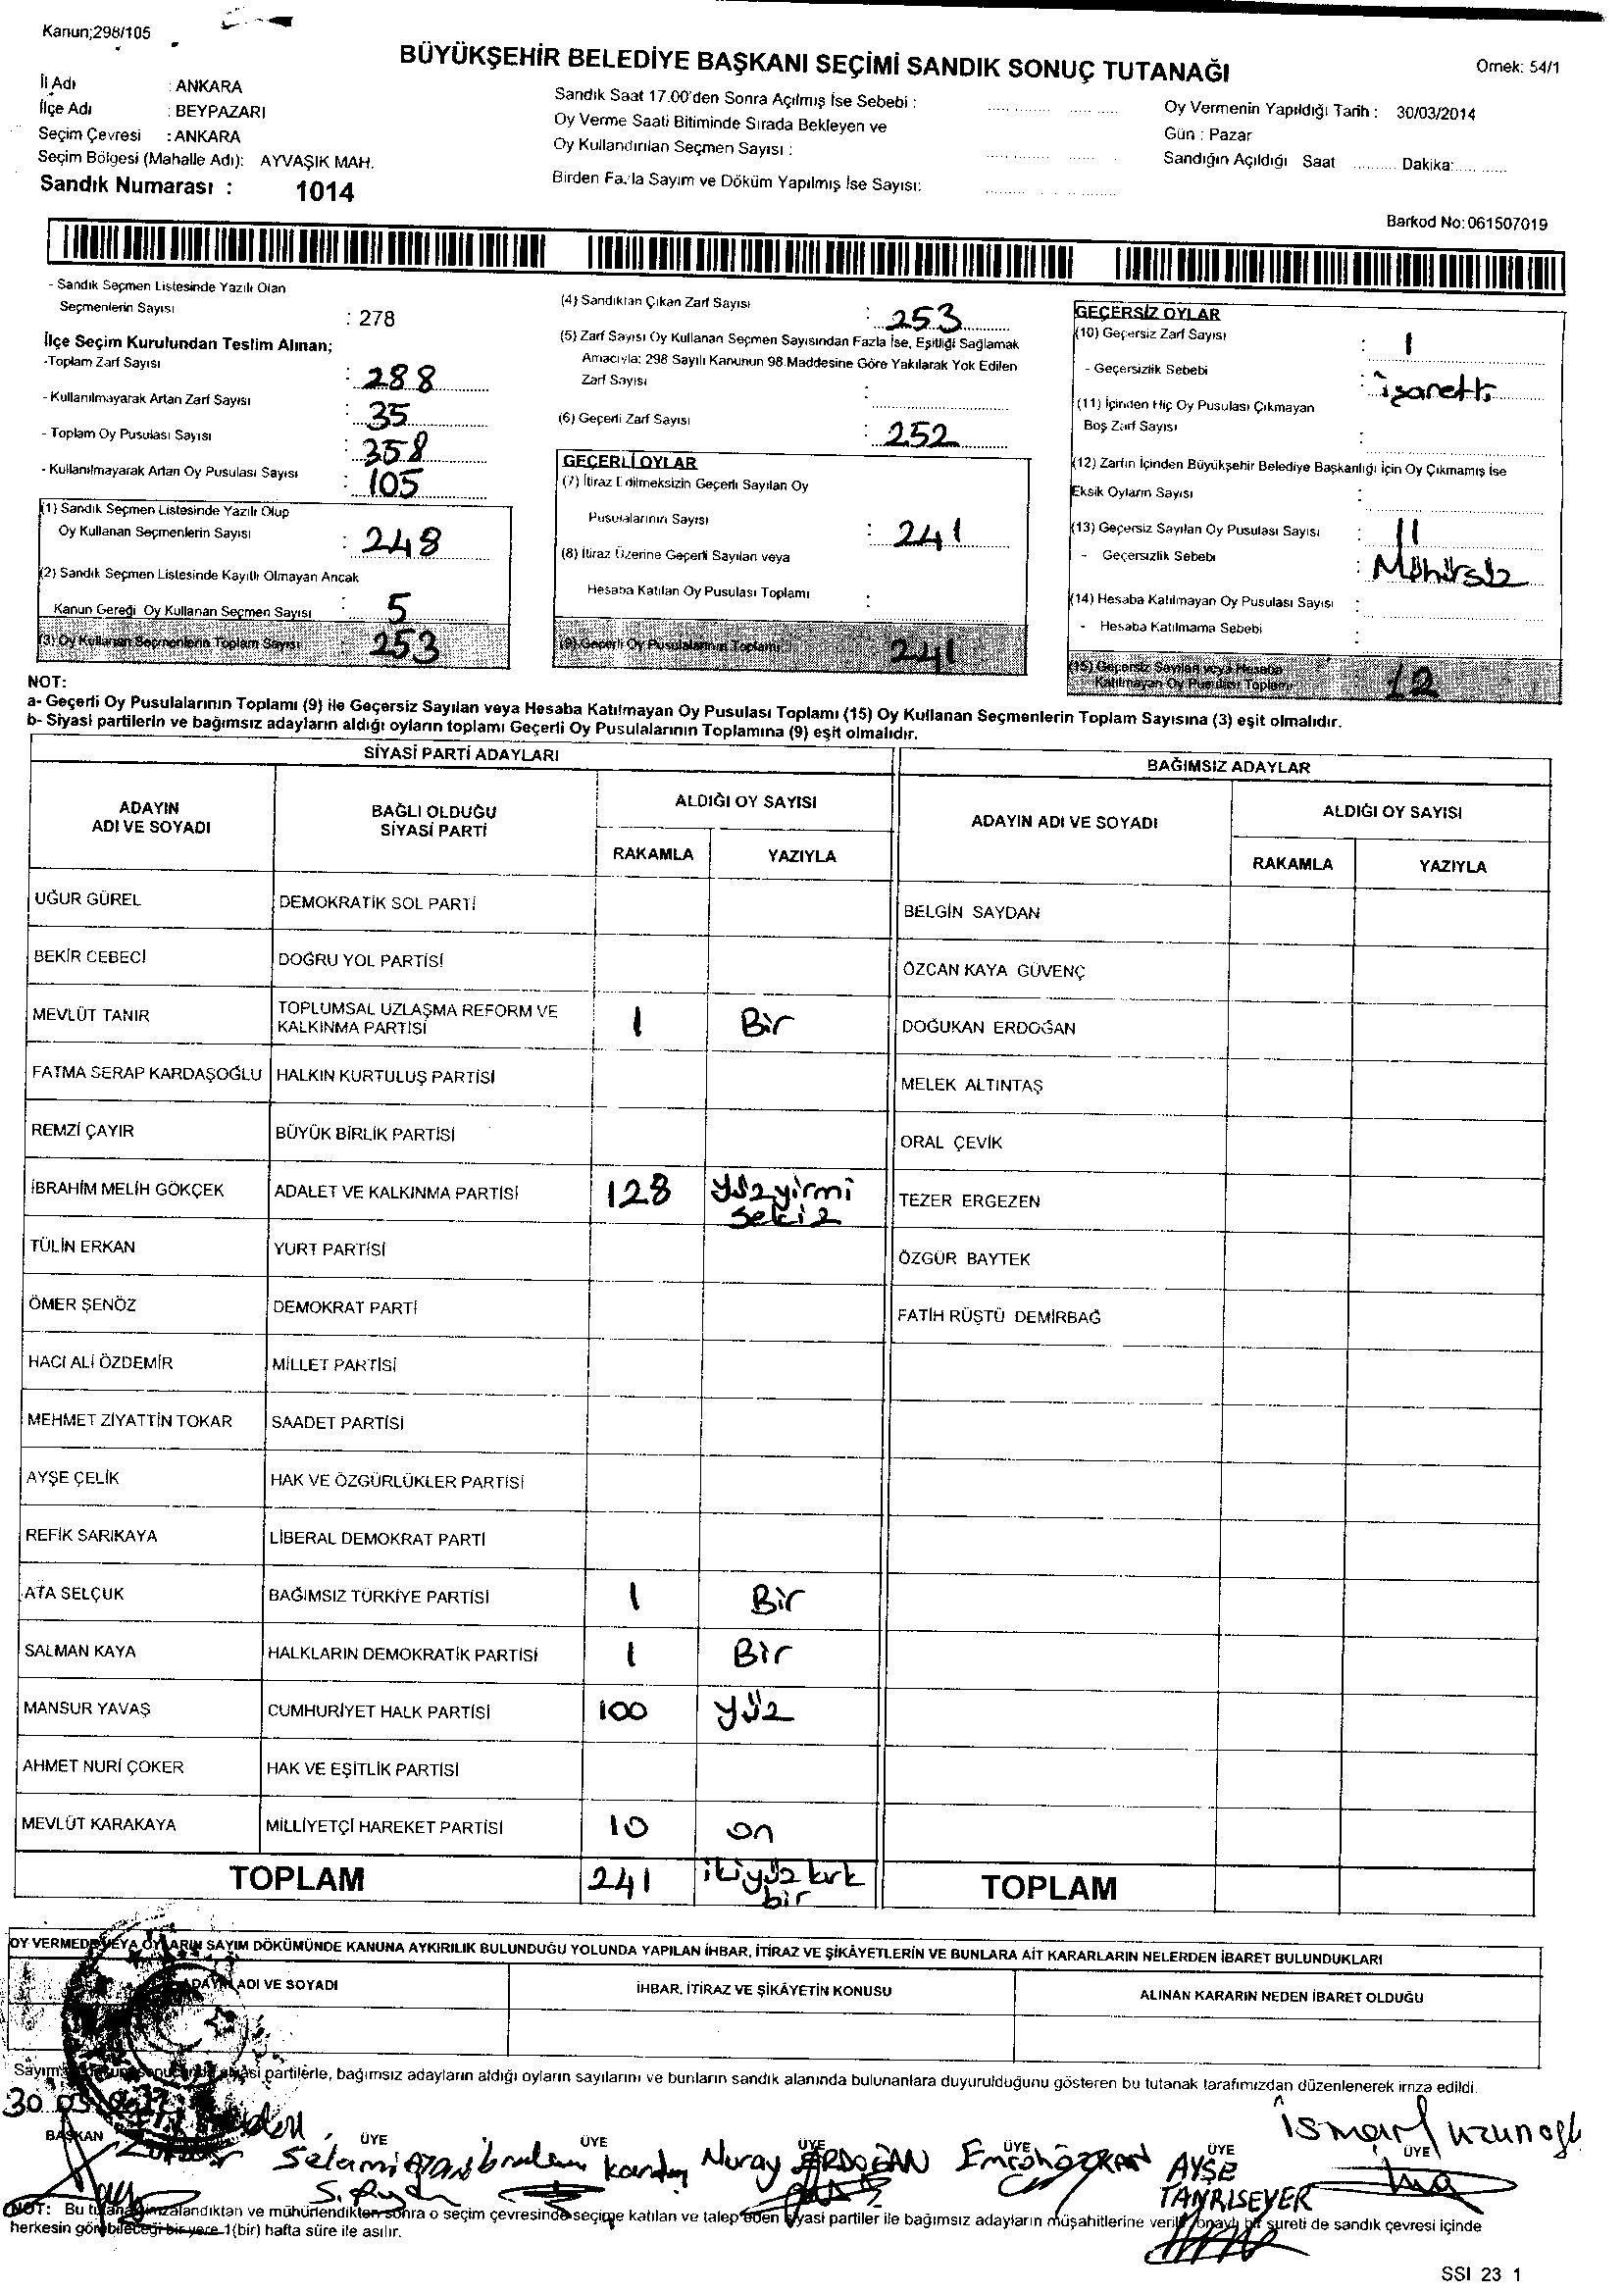 Kanun;298/105
BÜYÜKŞEHİR BELEDİYE BAŞKANI SEÇİMİ SANDIK SONUÇ TUTANAĞI
Örnek: 54/1
İl Adı : ANKARA
İlçe Adı : BEYPAZARI
Seçim Çevresi : ANKARA
Seçim Bölgesi (Mahalle Adı): AYVAŞIK MAH.
Sandık Numarası : 1014
Sandık Saat 17.00'den Sonra Açılmış İse Sebebi :
Oy Verme Saati Bitiminde Sırada Bekleyen ve
Oy Kullandırılan Seçmen Sayısı :
Birden Fazla Sayım ve Döküm Yapılmış İse Sayısı:
Oy Vermenin Yapıldığı Tarih : 30/03/2014
Gün : Pazar
Sandığın Açıldığı Saat .......... Dakika:..... ......
Barkod No:061507019
- Sandık Seçmen Listesinde Yazılı Olan
Seçmenlerin Sayısı : 278
İlçe Seçim Kurulundan Teslim Alınan;
-Toplam Zarf Sayısı : 288
- Kullanılmayarak Artan Zarf Sayısı : 35
- Toplam Oy Pusulası Sayısı : 358
- Kullanılmayarak Artan Oy Pusulası Sayısı : 105
(1) Sandık Seçmen Listesinde Yazılı Olup
Oy Kullanan Seçmenlerin Sayısı : 248
(2) Sandık Seçmen Listesinde Kayıtlı Olmayan Ancak
Kanun Gereği Oy Kullanan Seçmen Sayısı : 5
(3) Oy Kullanan Seçmenlerin Toplam Sayısı 253
(4) Sandıktan Çıkan Zarf Sayısı : 253
(5) Zarf Sayısı Oy Kullanan Seçmen Sayısından Fazla İse, Eşitliği Sağlamak
Amacıyla: 298 Sayılı Kanunun 98.Maddesine Göre Yakılarak Yok Edilen
Zarf Sayısı :
(6) Geçerli Zarf Sayısı : 252
GEÇERLİ OYLAR
(7) İtiraz Edilmeksizin Geçerli Sayılan Oy
Pusulalarının Sayısı : 241
(8) İtiraz Üzerine Geçerli Sayılan veya
Hesaba Katılan Oy Pusulası Toplamı :
(9) Geçerli Oy Pusulalarının Toplamı 241
GEÇERSİZ OYLAR
(10) Geçersiz Zarf Sayısı : 1
- Geçersizlik Sebebi : işaretli
(11) İçinden Hiç Oy Pusulası Çıkmayan
Boş Zarf Sayısı :
(12) Zarfın İçinden Büyükşehir Belediye Başkanlığı İçin Oy Çıkmamış İse
Eksik Oyların Sayısı :
(13) Geçersiz Sayılan Oy Pusulası Sayısı : 11
- Geçersizlik Sebebi : Mühürsüz
(14) Hesaba Katılmayan Oy Pusulası Sayısı :
- Hesaba Katılmama Sebebi :
(15) Geçersiz Sayılan veya Hesaba
Katılmayan Oy Pusulası Toplamı 12
NOT:
a- Geçerli Oy Pusulalarının Toplamı (9) ile Geçersiz Sayılan veya Hesaba Katılmayan Oy Pusulası Toplamı (15) Oy Kullanan Seçmenlerin Toplam Sayısına (3) eşit olmalıdır.
b- Siyasi partilerin ve bağımsız adayların aldığı oyların toplamı Geçerli Oy Pusulalarının Toplamına (9) eşit olmalıdır.
SİYASİ PARTİ ADAYLARI
BAĞIMSIZ ADAYLAR
ADAYIN ADI VE SOYADI
BAĞLI OLDUĞU SİYASİ PARTİ
ALDIĞI OY SAYISI
RAKAMLA YAZIYLA
ADAYIN ADI VE SOYADI
ALDIĞI OY SAYISI
RAKAMLA YAZIYLA
UĞUR GÜREL DEMOKRATİK SOL PARTİ BELGİN SAYDAN
BEKİR CEBECİ DOĞRU YOL PARTİSİ ÖZCAN KAYA GÜVENÇ
MEVLÜT TANIR TOPLUMSAL UZLAŞMA REFORM VE KALKINMA PARTİSİ 1 Bir DOĞUKAN ERDOĞAN
FATMA SERAP KARDAŞOĞLU HALKIN KURTULUŞ PARTİSİ MELEK ALTINTAŞ
REMZİ ÇAYIR BÜYÜK BİRLİK PARTİSİ ORAL ÇEVİK
İBRAHİM MELİH GÖKÇEK ADALET VE KALKINMA PARTİSİ 128 yüzyirmi sekiz TEZER ERGEZEN
TÜLİN ERKAN YURT PARTİSİ ÖZGÜR BAYTEK
ÖMER ŞENÖZ DEMOKRAT PARTİ FATİH RÜŞTÜ DEMİRBAĞ
HACI ALİ ÖZDEMİR MİLLET PARTİSİ
MEHMET ZİYATTİN TOKAR SAADET PARTİSİ
AYŞE ÇELİK HAK VE ÖZGÜRLÜKLER PARTİSİ
REFİK SARIKAYA LİBERAL DEMOKRAT PARTİ
ATA SELÇUK BAĞIMSIZ TÜRKİYE PARTİSİ 1 Bir
SALMAN KAYA HALKLARIN DEMOKRATİK PARTİSİ 1 Bir
MANSUR YAVAŞ CUMHURİYET HALK PARTİSİ 100 yüz
AHMET NURİ ÇOKER HAK VE EŞİTLİK PARTİSİ
MEVLÜT KARAKAYA MİLLİYETÇİ HAREKET PARTİSİ 10 on
TOPLAM 241 ikiyüz kırk bir TOPLAM
OY VERMEDE VEYA OYLARIN SAYIM DÖKÜMÜNDE KANUNA AYKIRILIK BULUNDUĞU YOLUNDA YAPILAN İHBAR, İTİRAZ VE ŞİKÂYETLERİN VE BUNLARA AİT KARARLARIN NELERDEN İBARET BULUNDUKLARI
ADAYIN ADI VE SOYADI İHBAR, İTİRAZ VE ŞİKÂYETİN KONUSU ALINAN KARARIN NEDEN İBARET OLDUĞU
Sayım partilerle, bağımsız adayların aldığı oyların sayılarını ve bunların sandık alanında bulunanlara duyurulduğunu gösteren bu tutanak tarafımızdan düzenlenerek imza edildi.
30
BAŞKAN ÜYE ÜYE ÜYE ÜYE ÜYE ÜYE
Selami Nuray ERDOĞAN AYŞE TANRISEVER
NOT: Bu tutanak imzalandıktan ve mühürlendikten sonra o seçim çevresinde seçime katılan ve talep eden siyasi partiler ile bağımsız adayların müşahitlerine verilir onaylı bir sureti de sandık çevresi içinde
herkesin görebileceği bir yere 1(bir) hafta süre ile asılır.
SSI 23 1